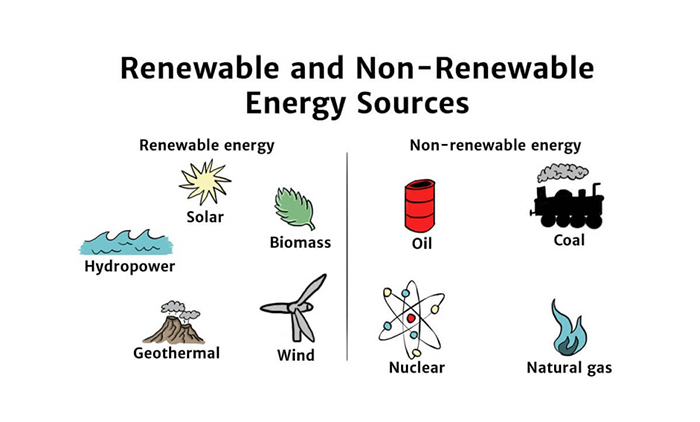 Renewable and Non-Renewable
Energy Sources
Renewable energy
Solar
Biomass
Hydropower
Geothermal
Wind
Non-renewable energy
Oil
Coal
Nuclear
Natural gas